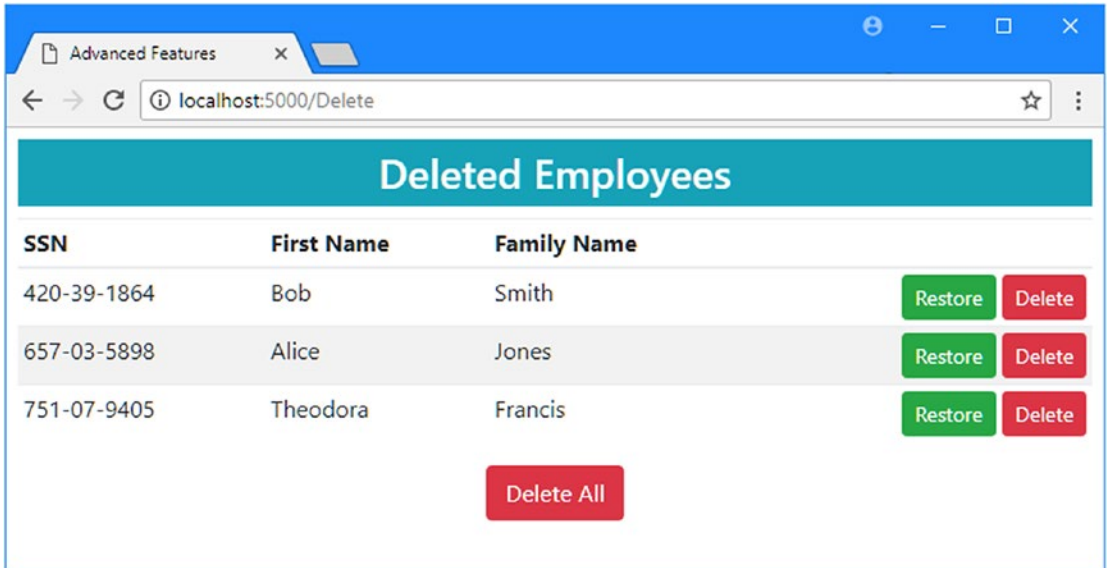 Advanced Features
localhost:5000/Delete
Deleted Employees
SSN First Name Family Name
420-39-1864 Bob Smith Restore Delete
657-03-5898 Alice Jones Restore Delete
751-07-9405 Theodora Francis Restore Delete
Delete All